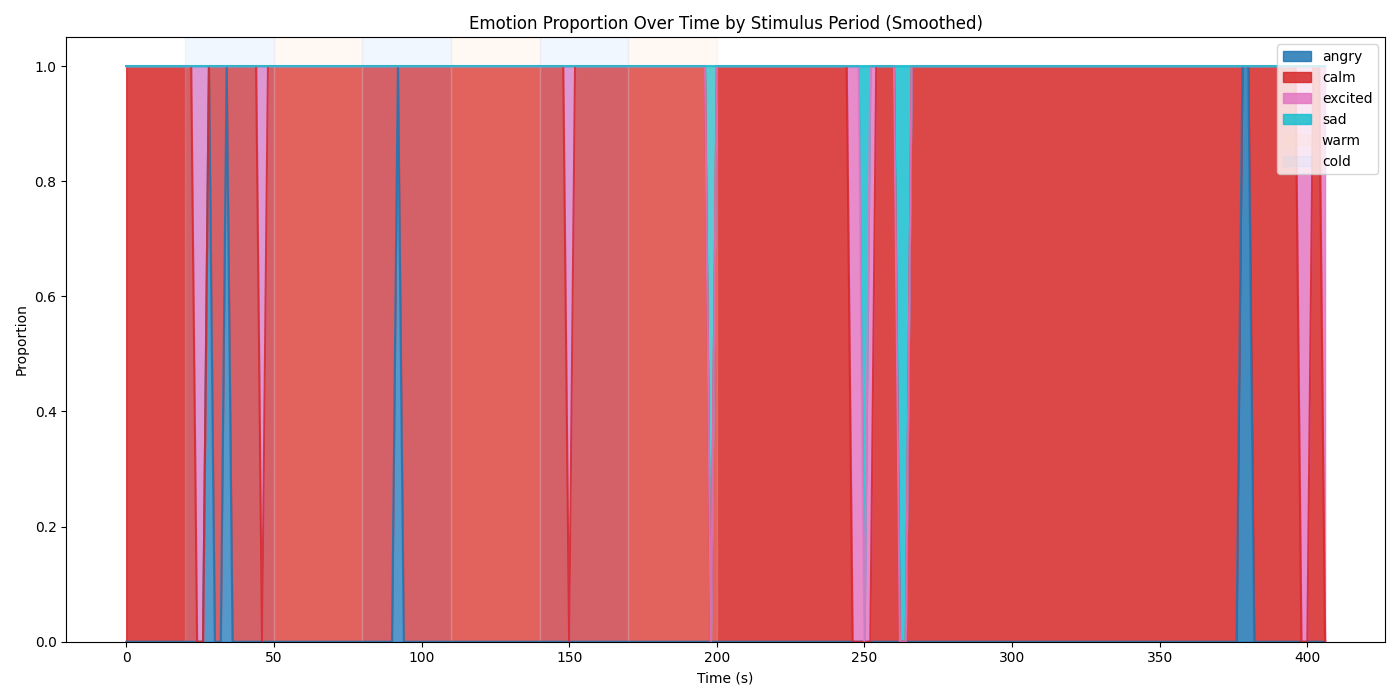 Emotion Proportion Over Time by Stimulus Period (Smoothed)
angry
calm
excited
sad
warm
cold
1.0
0.8
0.6
0.4
0.2
0.0
Proportion
0 50 100 150 200 250 300 350 400
Time (s)